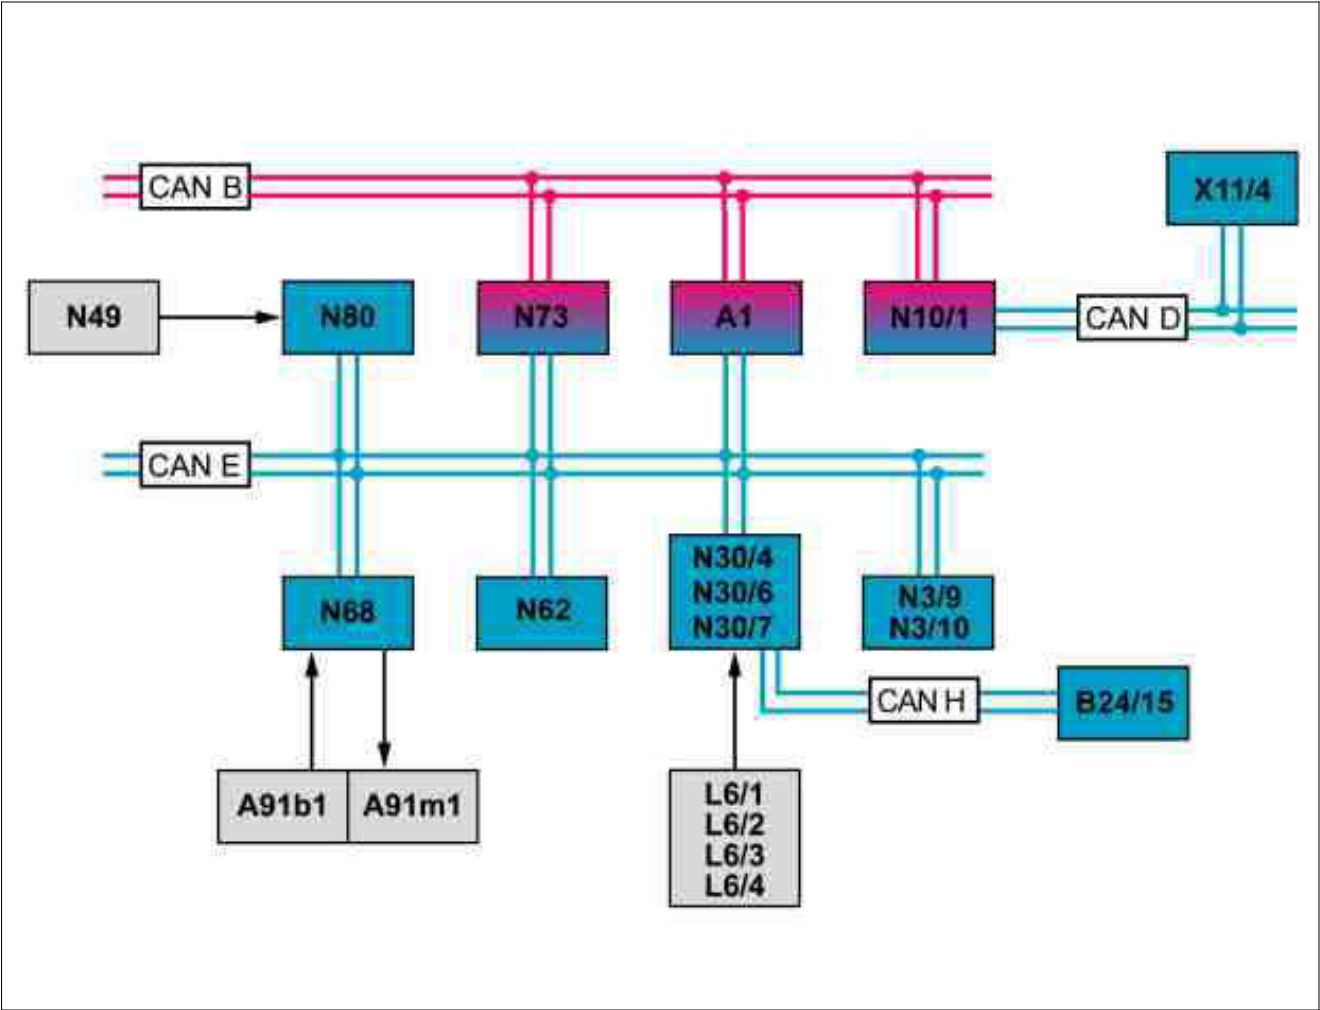 CAN B
X11/4
N49
N80
N73
A1
N10/1
CAN D
CAN E
N68
N62
N30/4
N30/6
N30/7
N3/9
N3/10
CAN H
B24/15
A91b1
A91m1
L6/1
L6/2
L6/3
L6/4